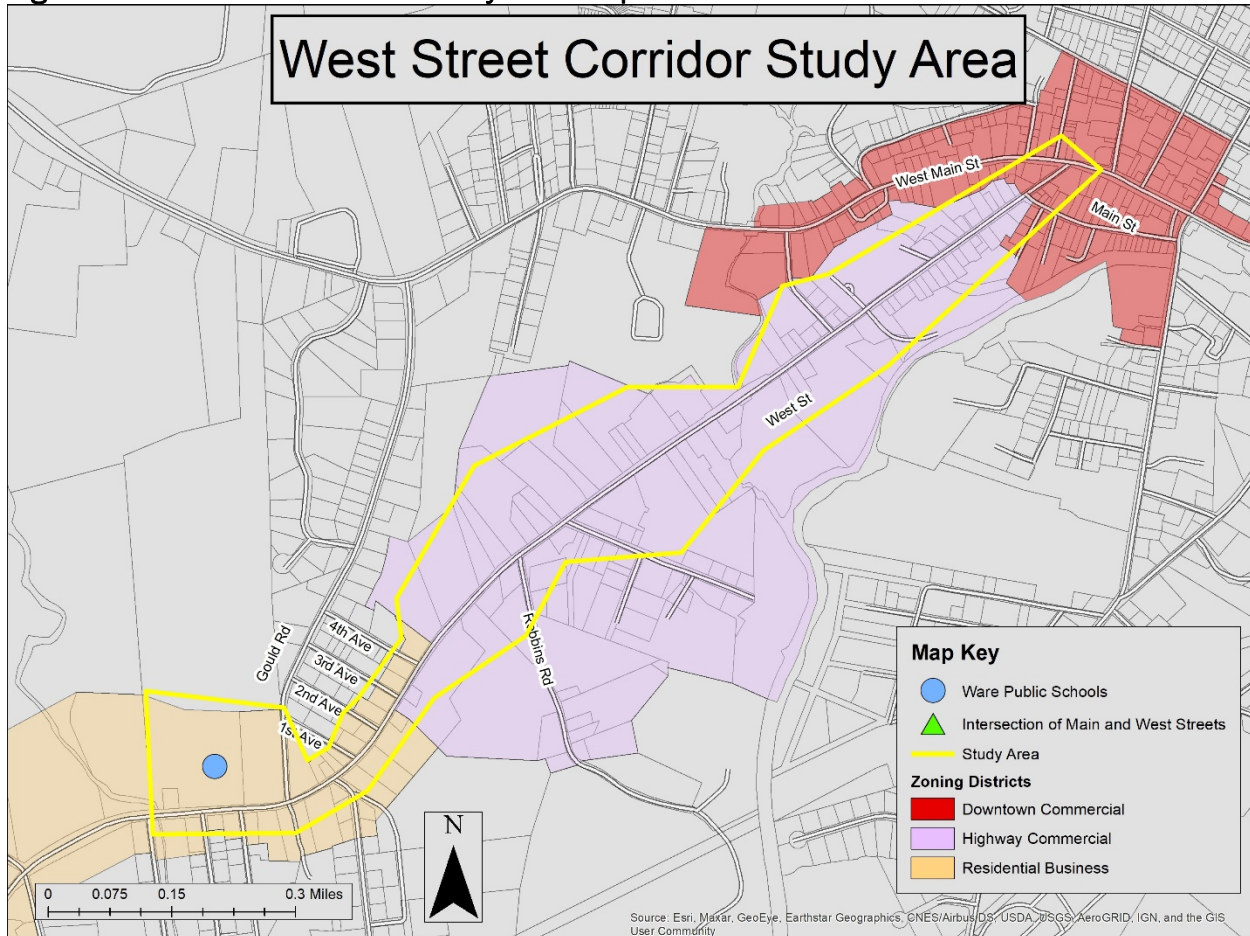 West Street Corridor Study Area
West Main St
Main St
West St
Robbins Rd
Gould Rd
4th Ave
3rd Ave
2nd Ave
1st Ave
N
0 0.075 0.15 0.3 Miles
Map Key
Ware Public Schools
Intersection of Main and West Streets
Study Area
Zoning Districts
Downtown Commercial
Highway Commercial
Residential Business
Source: Esri, Maxar, GeoEye, Earthstar Geographics, CNES/Airbus DS, USDA, USGS, AeroGRID, IGN, and the GIS
User Community